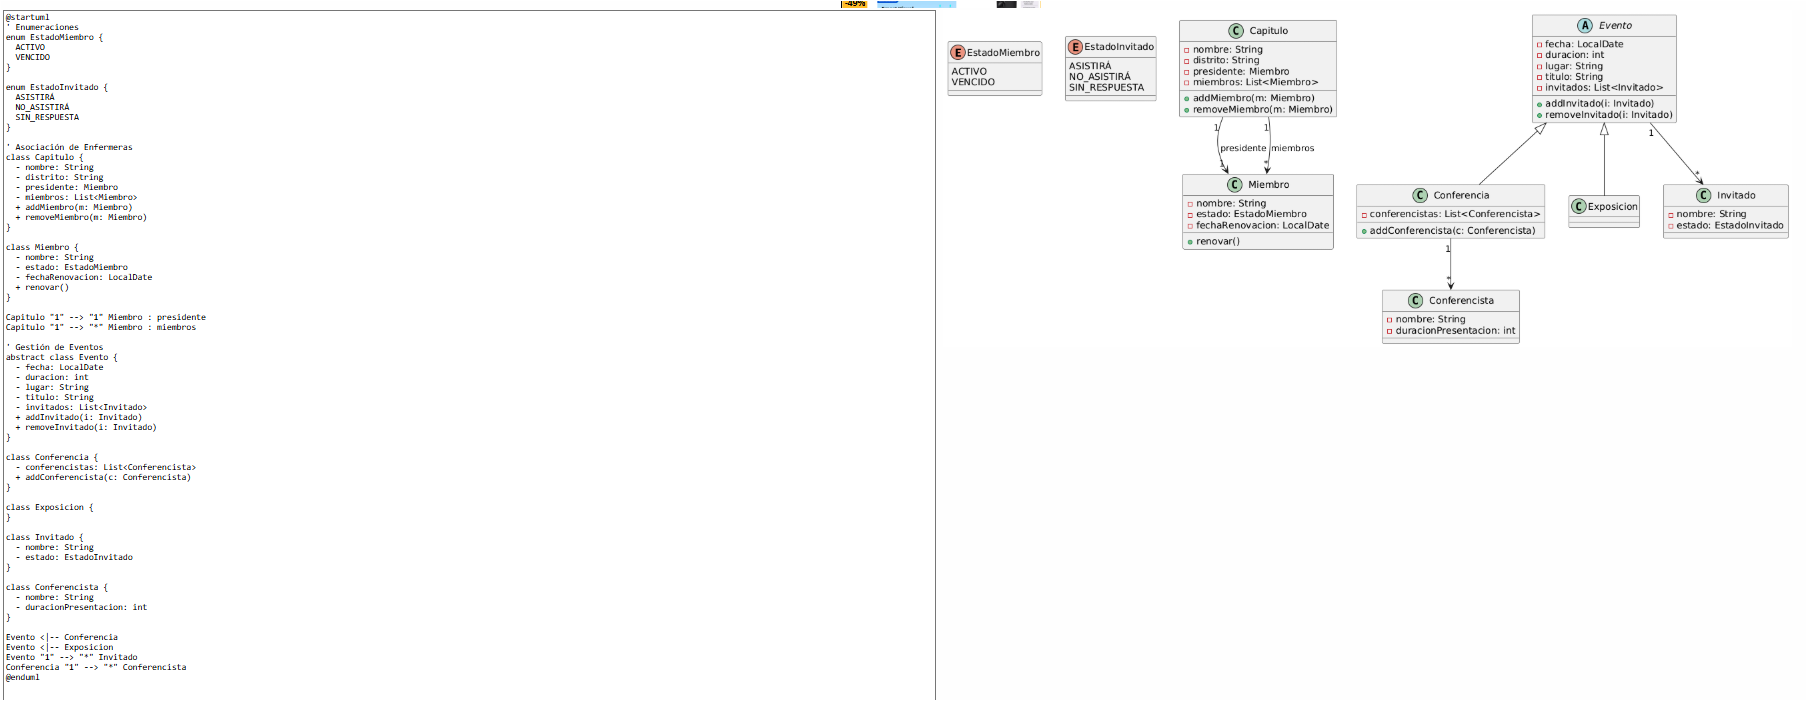 -49%
@startuml
' Enumeraciones
enum EstadoMiembro {
ACTIVO
VENCIDO
}
enum EstadoInvitado {
ASISTIRÁ
NO_ASISTIRÁ
SIN_RESPUESTA
}
' Asociación de Enfermeras
class Capitulo {
- nombre: String
- distrito: String
- presidente: Miembro
- miembros: List<Miembro>
+ addMiembro(m: Miembro)
+ removeMiembro(m: Miembro)
}
class Miembro {
- nombre: String
- estado: EstadoMiembro
- fechaRenovacion: LocalDate
+ renovar()
}
Capitulo "1" --> "1" Miembro : presidente
Capitulo "1" --> "*" Miembro : miembros
' Gestión de Eventos
abstract class Evento {
- fecha: LocalDate
- duracion: int
- lugar: String
- titulo: String
- invitados: List<Invitado>
+ addInvitado(i: Invitado)
+ removeInvitado(i: Invitado)
}
class Conferencia {
- conferencistas: List<Conferencista>
+ addConferencista(c: Conferencista)
}
class Exposicion {
}
class Invitado {
- nombre: String
- estado: EstadoInvitado
}
class Conferencista {
- nombre: String
- duracionPresentacion: int
}
Evento <|-- Conferencia
Evento <|-- Exposicion
Evento "1" --> "*" Invitado
Conferencia "1" --> "*" Conferencista
@enduml
E EstadoMiembro
ACTIVO
VENCIDO
E EstadoInvitado
ASISTIRÁ
NO_ASISTIRÁ
SIN_RESPUESTA
C Capitulo
nombre: String
distrito: String
presidente: Miembro
miembros: List<Miembro>
addMiembro(m: Miembro)
removeMiembro(m: Miembro)
1 1
presidente miembros
1 *
C Miembro
nombre: String
estado: EstadoMiembro
fechaRenovacion: LocalDate
renovar()
A Evento
fecha: LocalDate
duracion: int
lugar: String
titulo: String
invitados: List<Invitado>
addInvitado(i: Invitado)
removeInvitado(i: Invitado)
1
*
C Conferencia
conferencistas: List<Conferencista>
addConferencista(c: Conferencista)
C Exposicion
C Invitado
nombre: String
estado: EstadoInvitado
1
*
C Conferencista
nombre: String
duracionPresentacion: int